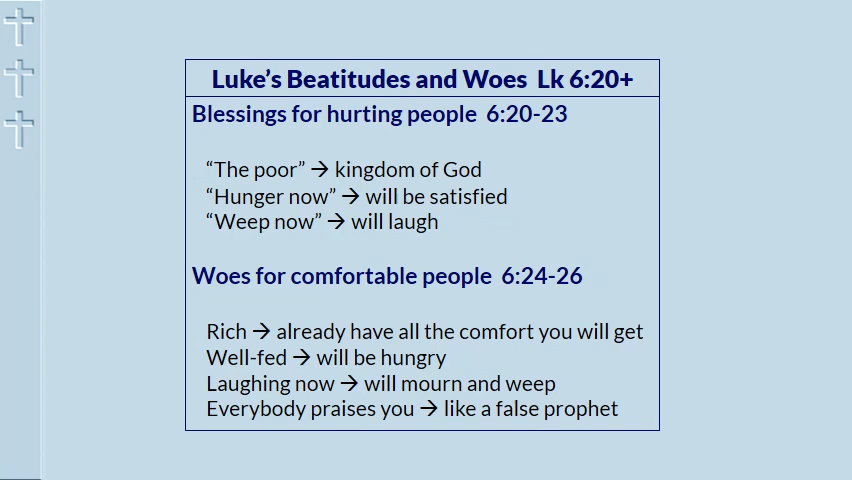 Luke's Beatitudes and Woes  Lk 6:20+
Blessings for hurting people  6:20-23
“The poor” → kingdom of God
“Hunger now” → will be satisfied
“Weep now” → will laugh
Woes for comfortable people  6:24-26
Rich → already have all the comfort you will get
Well-fed → will be hungry
Laughing now → will mourn and weep
Everybody praises you → like a false prophet